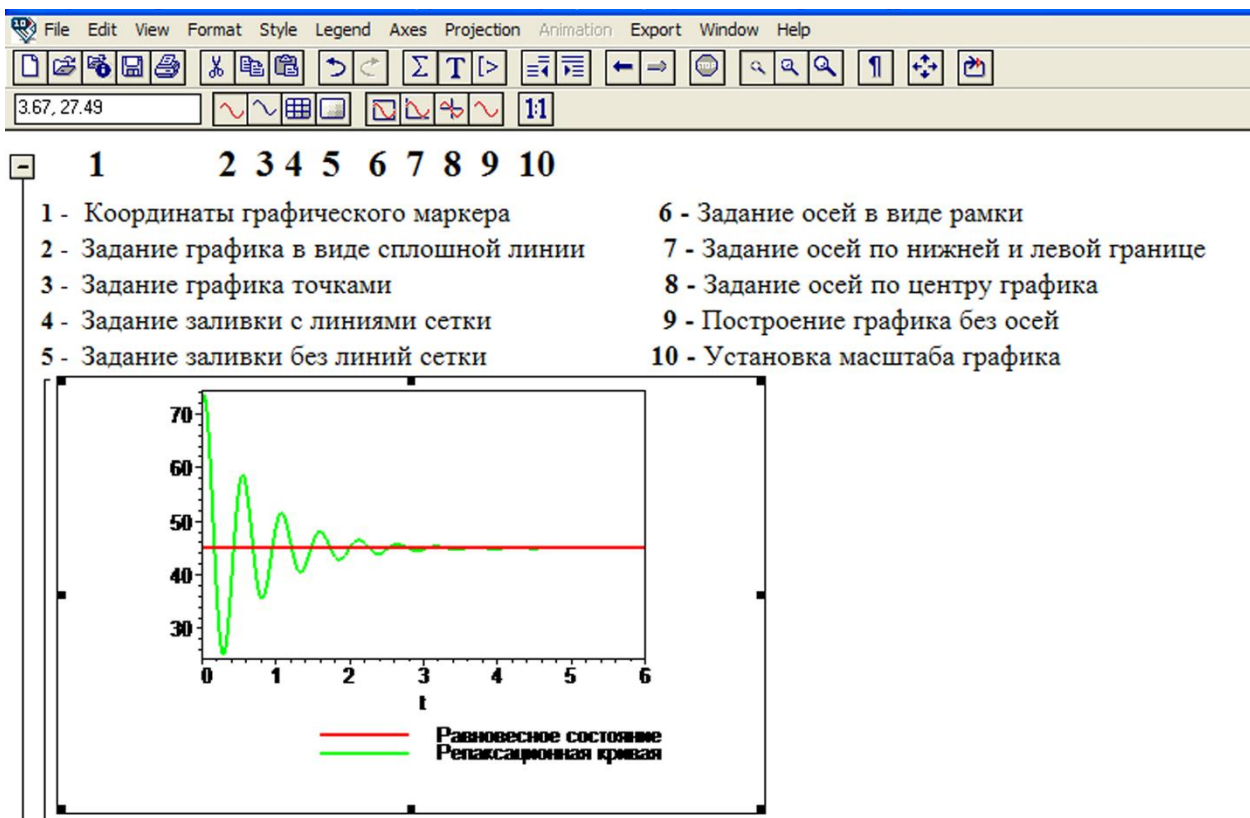 File Edit View Format Style Legend Axes Projection Animation Export Window Help
3.67, 27.49
1:1
1 2 3 4 5 6 7 8 9 10
1 - Координаты графического маркера
2 - Задание графика в виде сплошной линии
3 - Задание графика точками
4 - Задание заливки с линиями сетки
5 - Задание заливки без линий сетки
6 - Задание осей в виде рамки
7 - Задание осей по нижней и левой границе
8 - Задание осей по центру графика
9 - Построение графика без осей
10 - Установка масштаба графика
70
60
50
40
30
0 1 2 3 4 5 6
t
Равновесное состояние
Релаксационная кривая